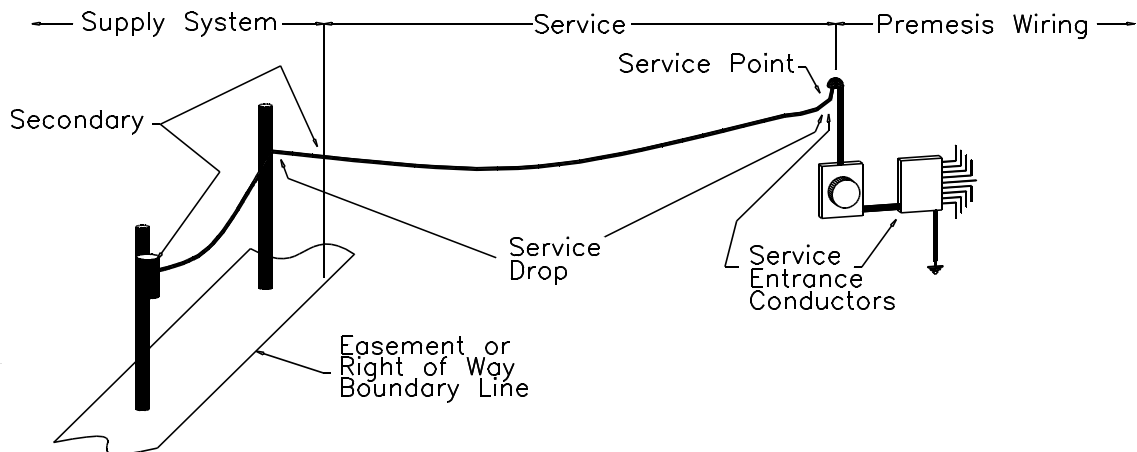 Supply System
Service
Premesis Wiring
Service Point
Secondary
Service
Drop
Service
Entrance
Conductors
Easement or
Right of Way
Boundary Line